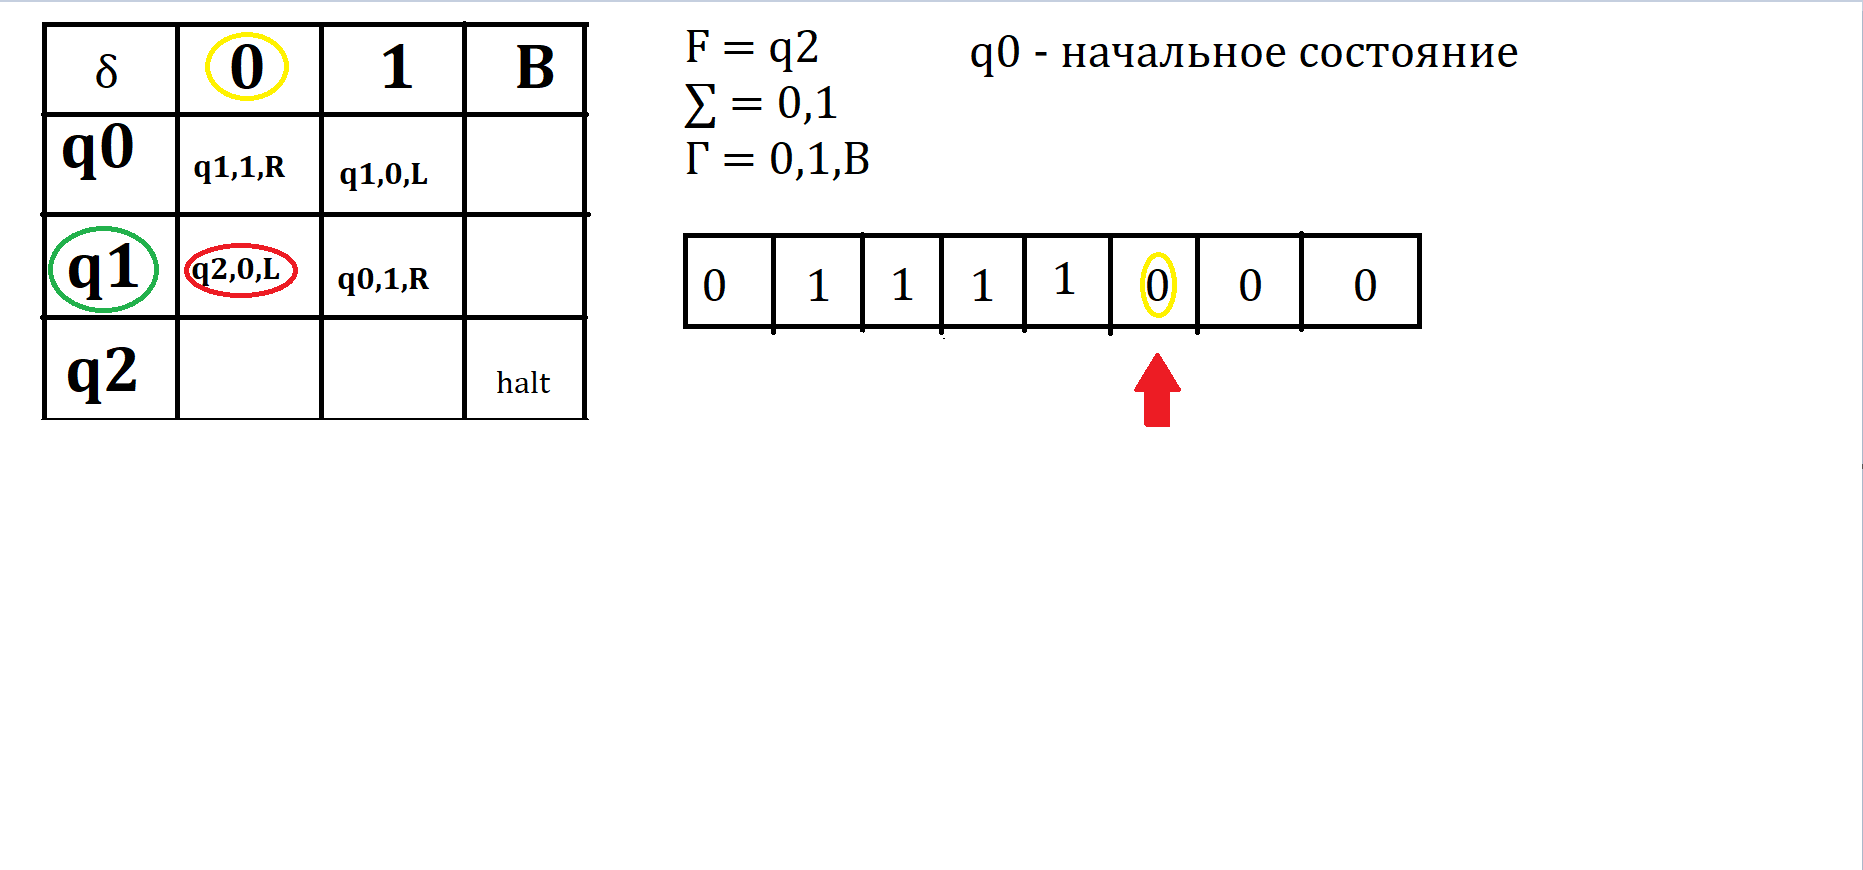 δ 0 1 B
q0 q1,1,R q1,0,L
q1 q2,0,L q0,1,R
q2 halt
F = q2
∑ = 0,1
Γ = 0,1,B
q0 - начальное состояние
0 1 1 1 1 0 0 0